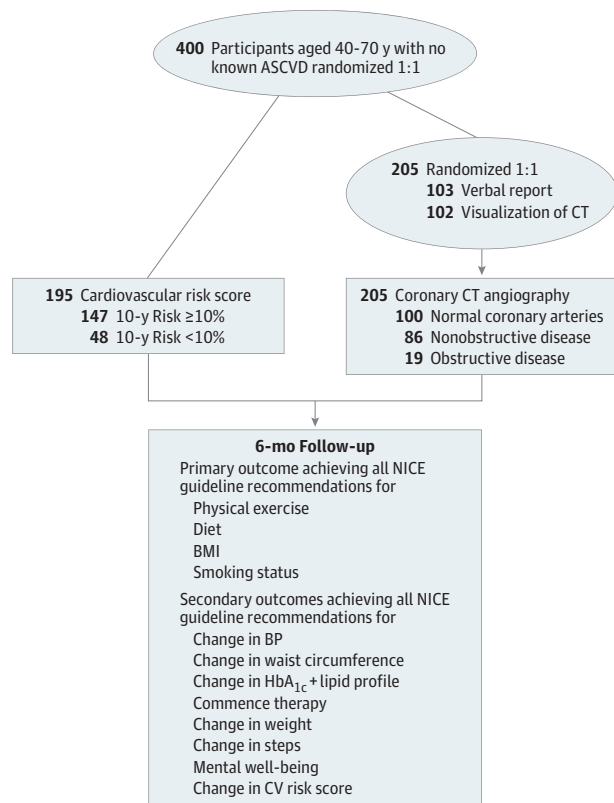 400 Participants aged 40-70 y with no
known ASCVD randomized 1:1
205 Randomized 1:1
103 Verbal report
102 Visualization of CT
195 Cardiovascular risk score
147 10-y Risk ≥10%
48 10-y Risk <10%
205 Coronary CT angiography
100 Normal coronary arteries
86 Nonobstructive disease
19 Obstructive disease
6-mo Follow-up
Primary outcome achieving all NICE
guideline recommendations for
Physical exercise
Diet
BMI
Smoking status
Secondary outcomes achieving all NICE
guideline recommendations for
Change in BP
Change in waist circumference
Change in HbA1c + lipid profile
Commence therapy
Change in weight
Change in steps
Mental well-being
Change in CV risk score